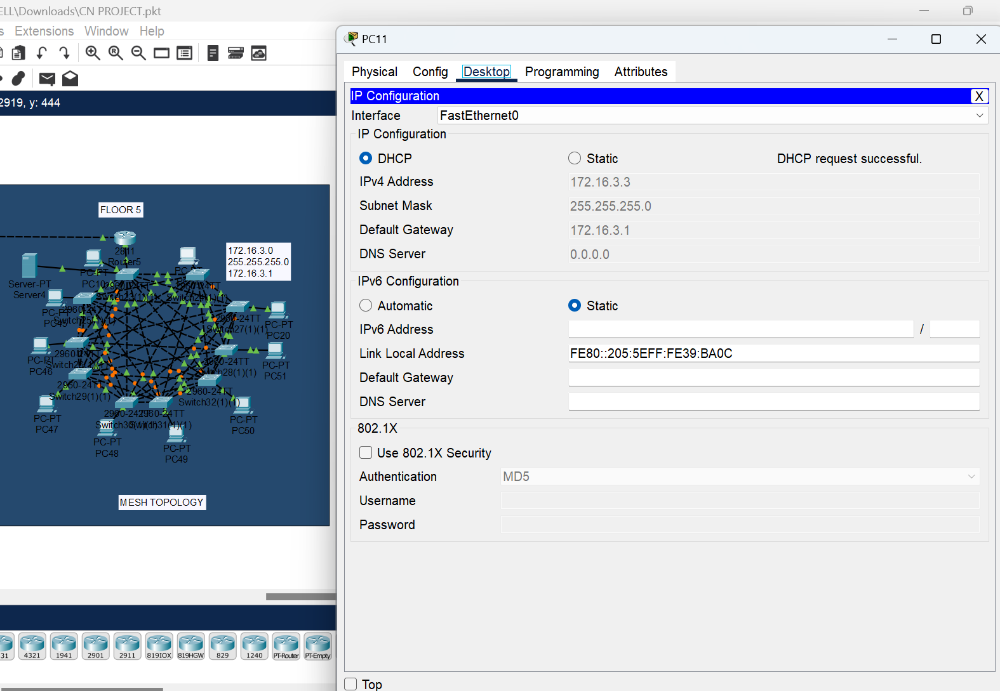 ELL\Downloads\CN PROJECT.pkt
s Extensions Window Help
2919, y: 444
FLOOR 5
2811
Router5
172.16.3.0
255.255.255.0
172.16.3.1
Server-PT
Server4
PC-PT
PC10
2960-24TT
Switch23(1)(1)
PC-PT
2960-24TT
Switch24(1)(1)
PC-PT
PC45
2960-24TT
Switch25(1)(1)
2960-24TT
Switch27(1)(1)
PC-PT
PC20
PC-PT
PC46
2960-24TT
Switch26(1)(1)
2960-24TT
Switch28(1)(1)
PC-PT
PC51
2960-24TT
Switch29(1)(1)
2960-24TT
Switch32(1)(1)
PC-PT
PC47
2960-24TT
Switch30(1)(1)
2960-24TT
Switch31(1)(1)
PC-PT
PC50
PC-PT
PC48
PC-PT
PC49
MESH TOPOLOGY
31
4321
1941
2901
2911
819IOX
819HGW
829
1240
PT-Router
PT-Empty
PC11
Physical Config Desktop Programming Attributes
IP Configuration X
Interface FastEthernet0
IP Configuration
DHCP Static DHCP request successful.
IPv4 Address 172.16.3.3
Subnet Mask 255.255.255.0
Default Gateway 172.16.3.1
DNS Server 0.0.0.0
IPv6 Configuration
Automatic Static
IPv6 Address /
Link Local Address FE80::205:5EFF:FE39:BA0C
Default Gateway
DNS Server
802.1X
Use 802.1X Security
Authentication MD5
Username
Password
Top